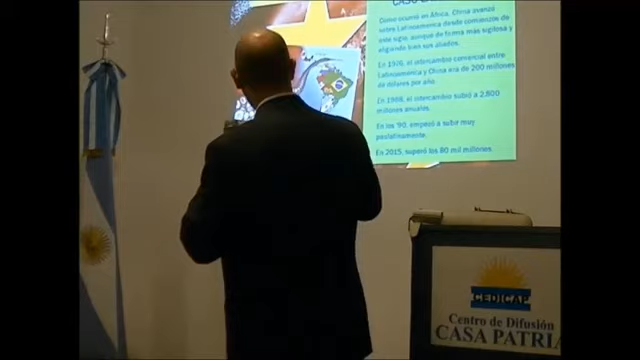 CASO
Como ocurrió en África, China avanza
sobre Latinoamérica desde comienzos de
este siglo, aunque de forma más sigilosa y
eligiendo bien sus aliados.
En 1976, el intercambio comercial entre
Latinoamérica y China era de 200 millones
de dólares por año.
En 1988, el intercambio subió a 2.800
millones anuales.
En los '90, empezó a subir muy
paulatinamente.
En 2015, superó los 80 mil millones.
CEDICAP
Centro de Difusión
CASA PATRIA